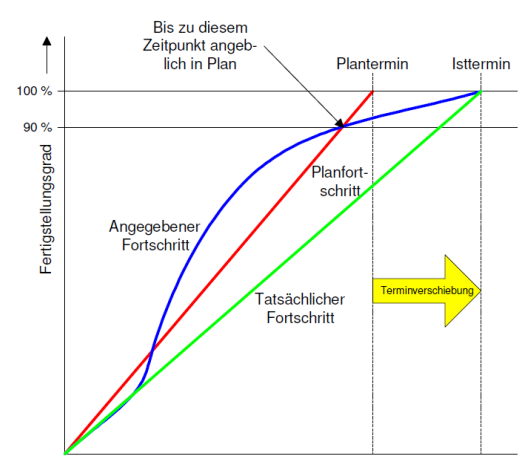 Bis zu diesem
Zeitpunkt angeb-
lich in Plan
Plantermin
Isttermin
100 %
90 %
Fertigstellungsgrad
Planfort-
schritt
Angegebener
Fortschritt
Terminverschiebung
Tatsächlicher
Fortschritt